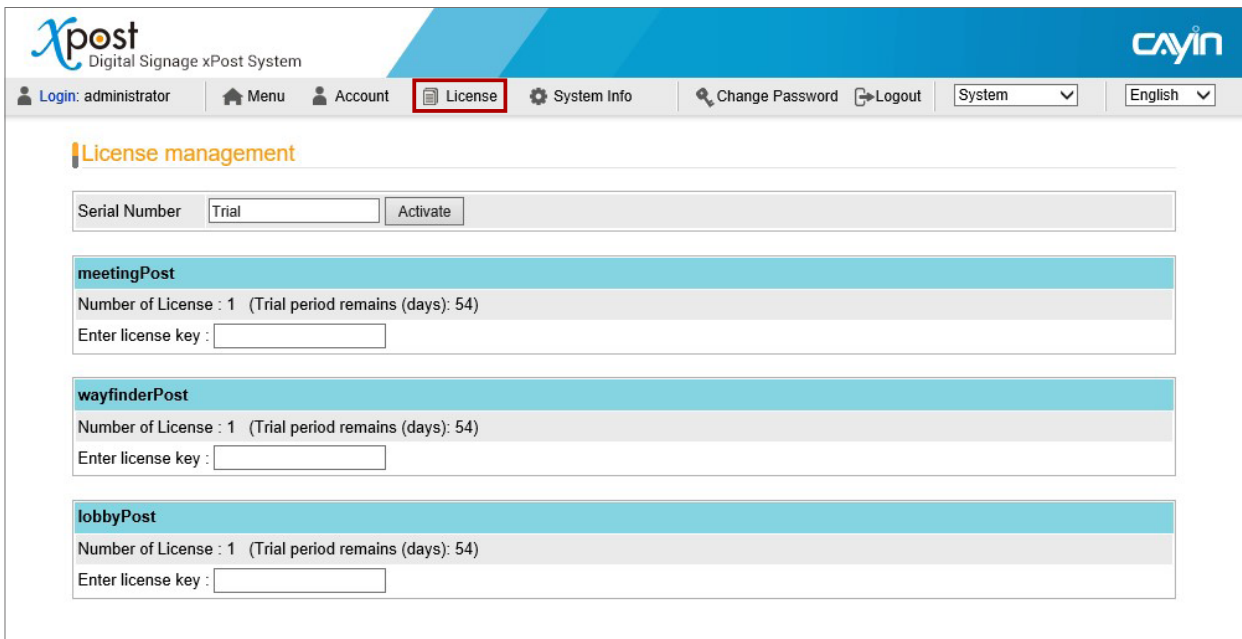 xpost
Digital Signage xPost System
CAYIN
Login: administrator Menu Account License System Info Change Password Logout System English
License management
Serial Number Trial Activate
meetingPost
Number of License : 1 (Trial period remains (days): 54)
Enter license key :
wayfinderPost
Number of License : 1 (Trial period remains (days): 54)
Enter license key :
lobbyPost
Number of License : 1 (Trial period remains (days): 54)
Enter license key :